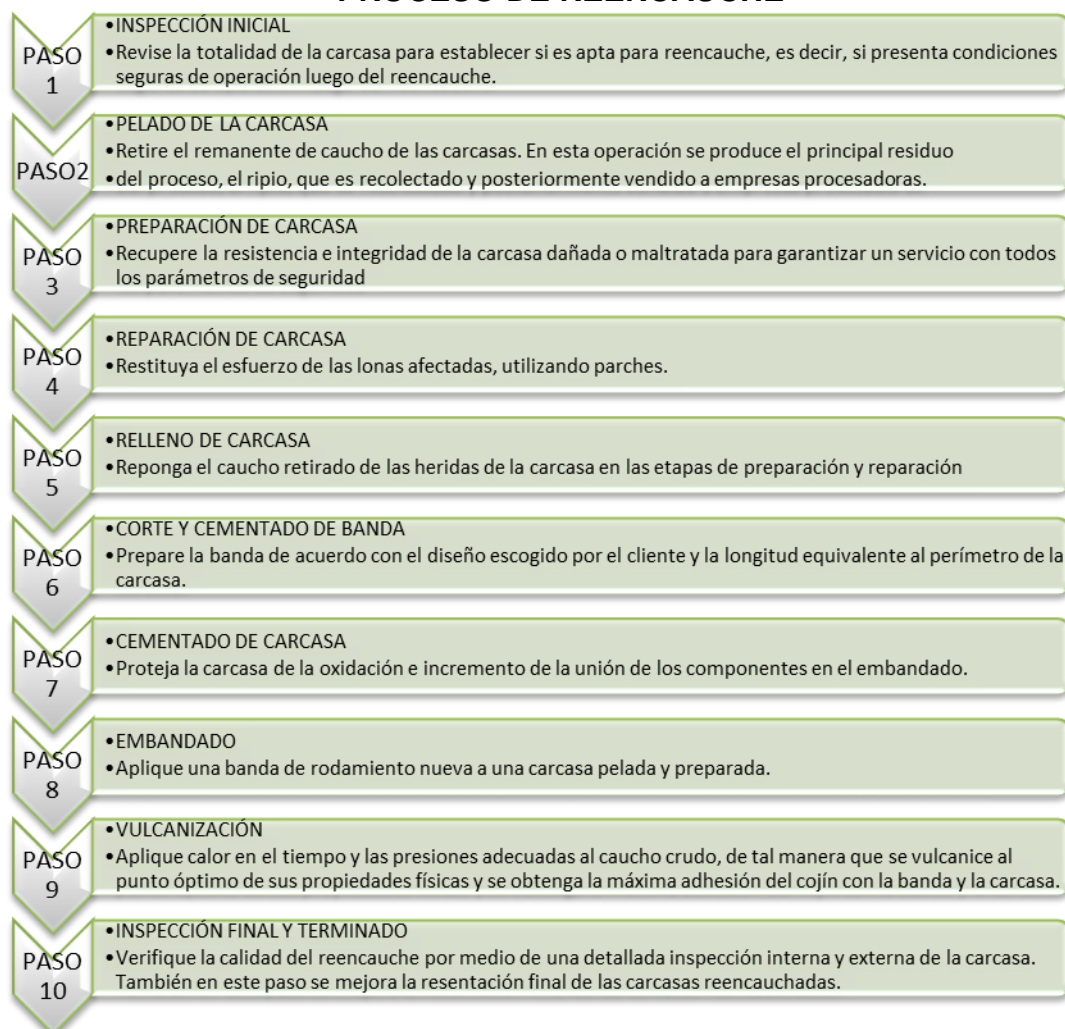 PROCESO DE REENCAUCHE
PASO 1
•INSPECCIÓN INICIAL
•Revise la totalidad de la carcasa para establecer si es apta para reencauche, es decir, si presenta condiciones
seguras de operación luego del reencauche.
PASO2
•PELADO DE LA CARCASA
•Retire el remanente de caucho de las carcasas. En esta operación se produce el principal residuo
•del proceso, el ripio, que es recolectado y posteriormente vendido a empresas procesadoras.
PASO 3
•PREPARACIÓN DE CARCASA
•Recupere la resistencia e integridad de la carcasa dañada o maltratada para garantizar un servicio con todos
los parámetros de seguridad
PASO 4
•REPARACIÓN DE CARCASA
•Restituya el esfuerzo de las lonas afectadas, utilizando parches.
PASO 5
•RELLENO DE CARCASA
•Reponga el caucho retirado de las heridas de la carcasa en las etapas de preparación y reparación
PASO 6
•CORTE Y CEMENTADO DE BANDA
•Prepare la banda de acuerdo con el diseño escogido por el cliente y la longitud equivalente al perímetro de la
carcasa.
PASO 7
•CEMENTADO DE CARCASA
•Proteja la carcasa de la oxidación e incremento de la unión de los componentes en el embandado.
PASO 8
•EMBANDADO
•Aplique una banda de rodamiento nueva a una carcasa pelada y preparada.
PASO 9
•VULCANIZACIÓN
•Aplique calor en el tiempo y las presiones adecuadas al caucho crudo, de tal manera que se vulcanice al
punto óptimo de sus propiedades físicas y se obtenga la máxima adhesión del cojín con la banda y la carcasa.
PASO 10
•INSPECCIÓN FINAL Y TERMINADO
•Verifique la calidad del reencauche por medio de una detallada inspección interna y externa de la carcasa.
También en este paso se mejora la resentación final de las carcasas reencauchadas.